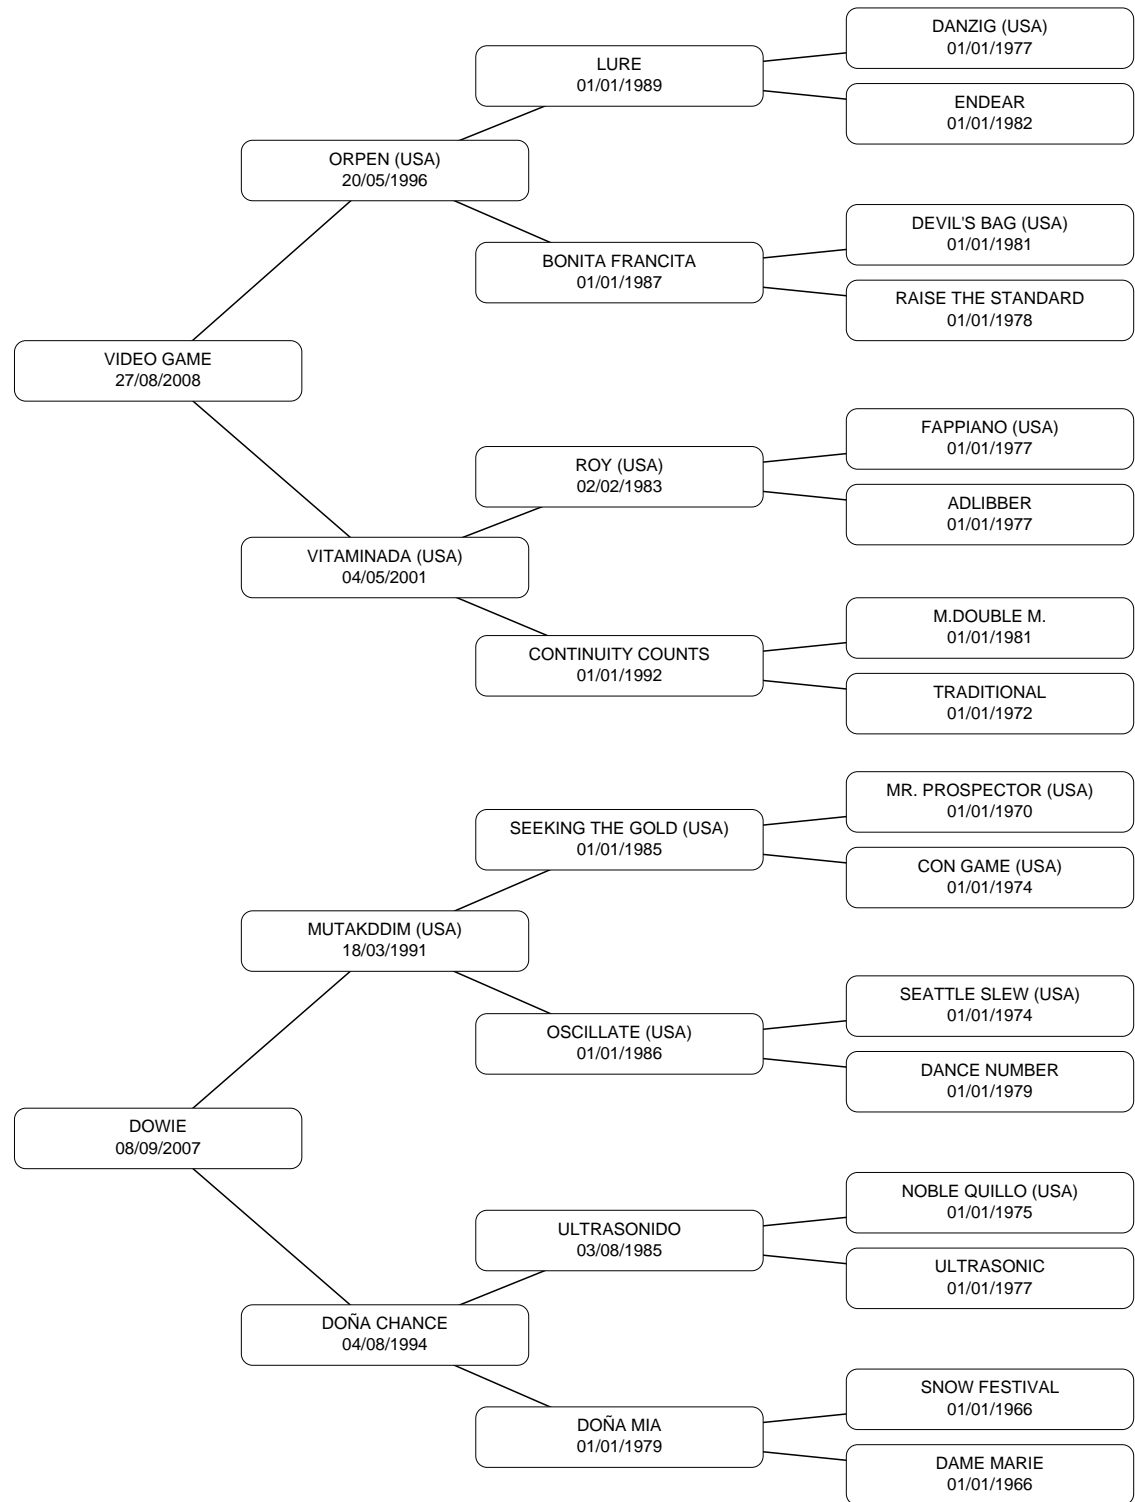 DANZIG (USA)
01/01/1977
LURE
01/01/1989
ENDEAR
01/01/1982
ORPEN (USA)
20/05/1996
DEVIL'S BAG (USA)
01/01/1981
BONITA FRANCITA
01/01/1987
RAISE THE STANDARD
01/01/1978
VIDEO GAME
27/08/2008
FAPPIANO (USA)
01/01/1977
ROY (USA)
02/02/1983
ADLIBBER
01/01/1977
VITAMINADA (USA)
04/05/2001
M.DOUBLE M.
01/01/1981
CONTINUITY COUNTS
01/01/1992
TRADITIONAL
01/01/1972
MR. PROSPECTOR (USA)
01/01/1970
SEEKING THE GOLD (USA)
01/01/1985
CON GAME (USA)
01/01/1974
MUTAKDDIM (USA)
18/03/1991
SEATTLE SLEW (USA)
01/01/1974
OSCILLATE (USA)
01/01/1986
DANCE NUMBER
01/01/1979
DOWIE
08/09/2007
NOBLE QUILLO (USA)
01/01/1975
ULTRASONIDO
03/08/1985
ULTRASONIC
01/01/1977
DOÑA CHANCE
04/08/1994
SNOW FESTIVAL
01/01/1966
DOÑA MIA
01/01/1979
DAME MARIE
01/01/1966